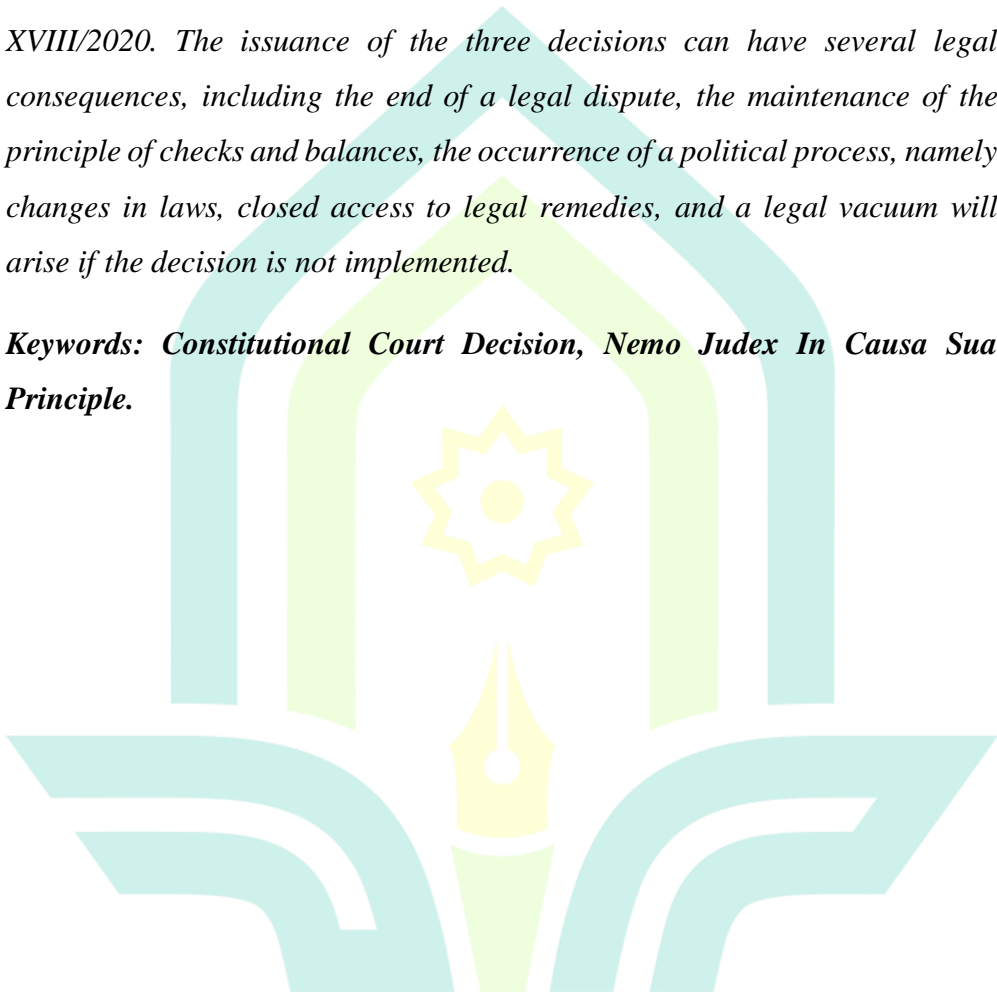 XVIII/2020. The issuance of the three decisions can have several legal
consequences, including the end of a legal dispute, the maintenance of the
principle of checks and balances, the occurrence of a political process, namely
changes in laws, closed access to legal remedies, and a legal vacuum will
arise if the decision is not implemented.
Keywords: Constitutional Court Decision, Nemo Judex In Causa Sua
Principle.